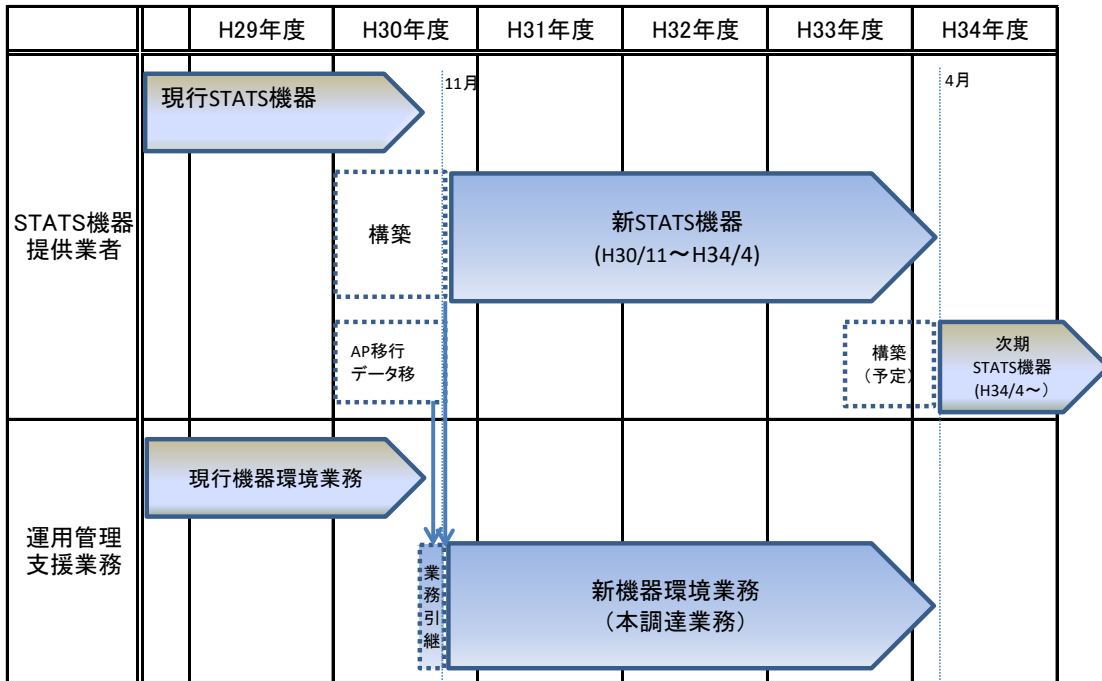 H29年度 H30年度 H31年度 H32年度 H33年度 H34年度
11月
4月
現行STATS機器
STATS機器
提供業者
構築
新STATS機器
(H30/11～H34/4)
AP移行
データ移
構築
（予定）
次期
STATS機器
(H34/4～）
現行機器環境業務
運用管理
支援業務
業
務
引
継
新機器環境業務
（本調達業務）